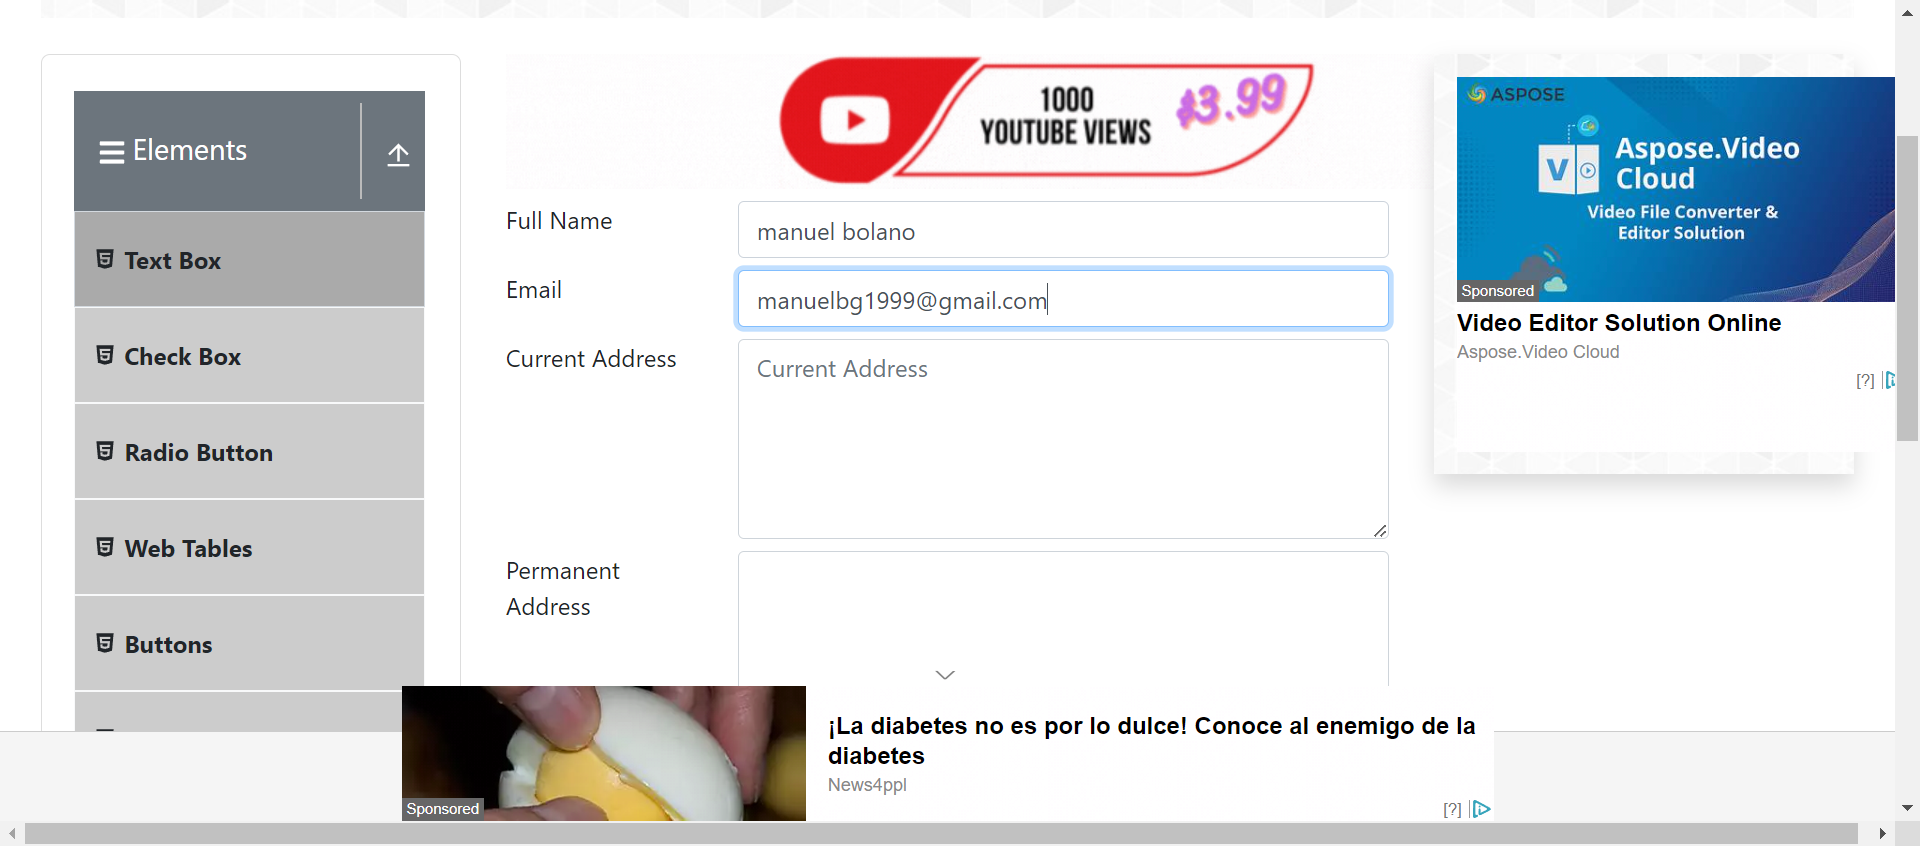 Elements
Text Box
Check Box
Radio Button
Web Tables
Buttons
1000
YOUTUBE VIEWS
$3.99
Full Name
manuel bolano
Email
manuelbg1999@gmail.com
Current Address
Current Address
Permanent
Address
ASPOSE
Aspose.Video
Cloud
V
Video File Converter &
Editor Solution
Sponsored
Video Editor Solution Online
Aspose.Video Cloud
[?]
Sponsored
¡La diabetes no es por lo dulce! Conoce al enemigo de la
diabetes
News4ppl
[?]